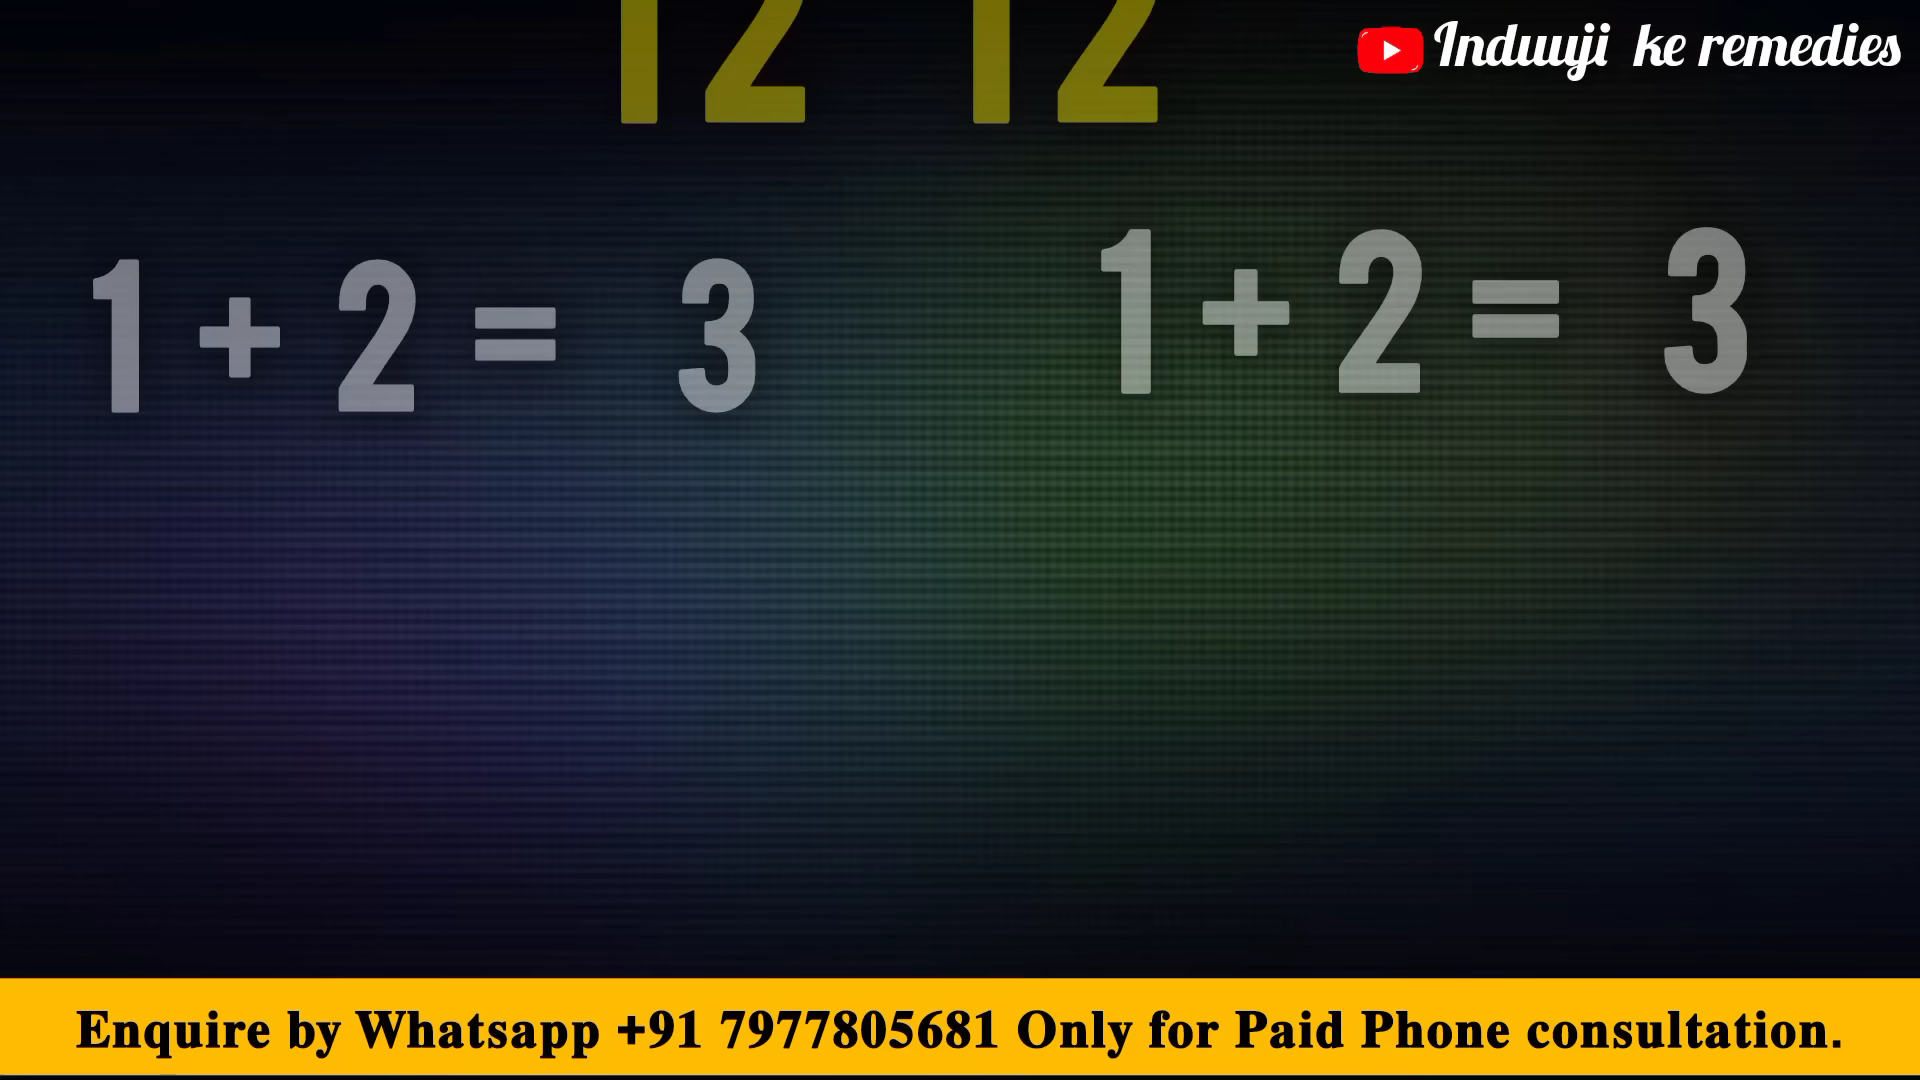 12 12
Induuji ke remedies
1 + 2 = 3
1 + 2 = 3
Enquire by Whatsapp +91 7977805681 Only for Paid Phone consultation.